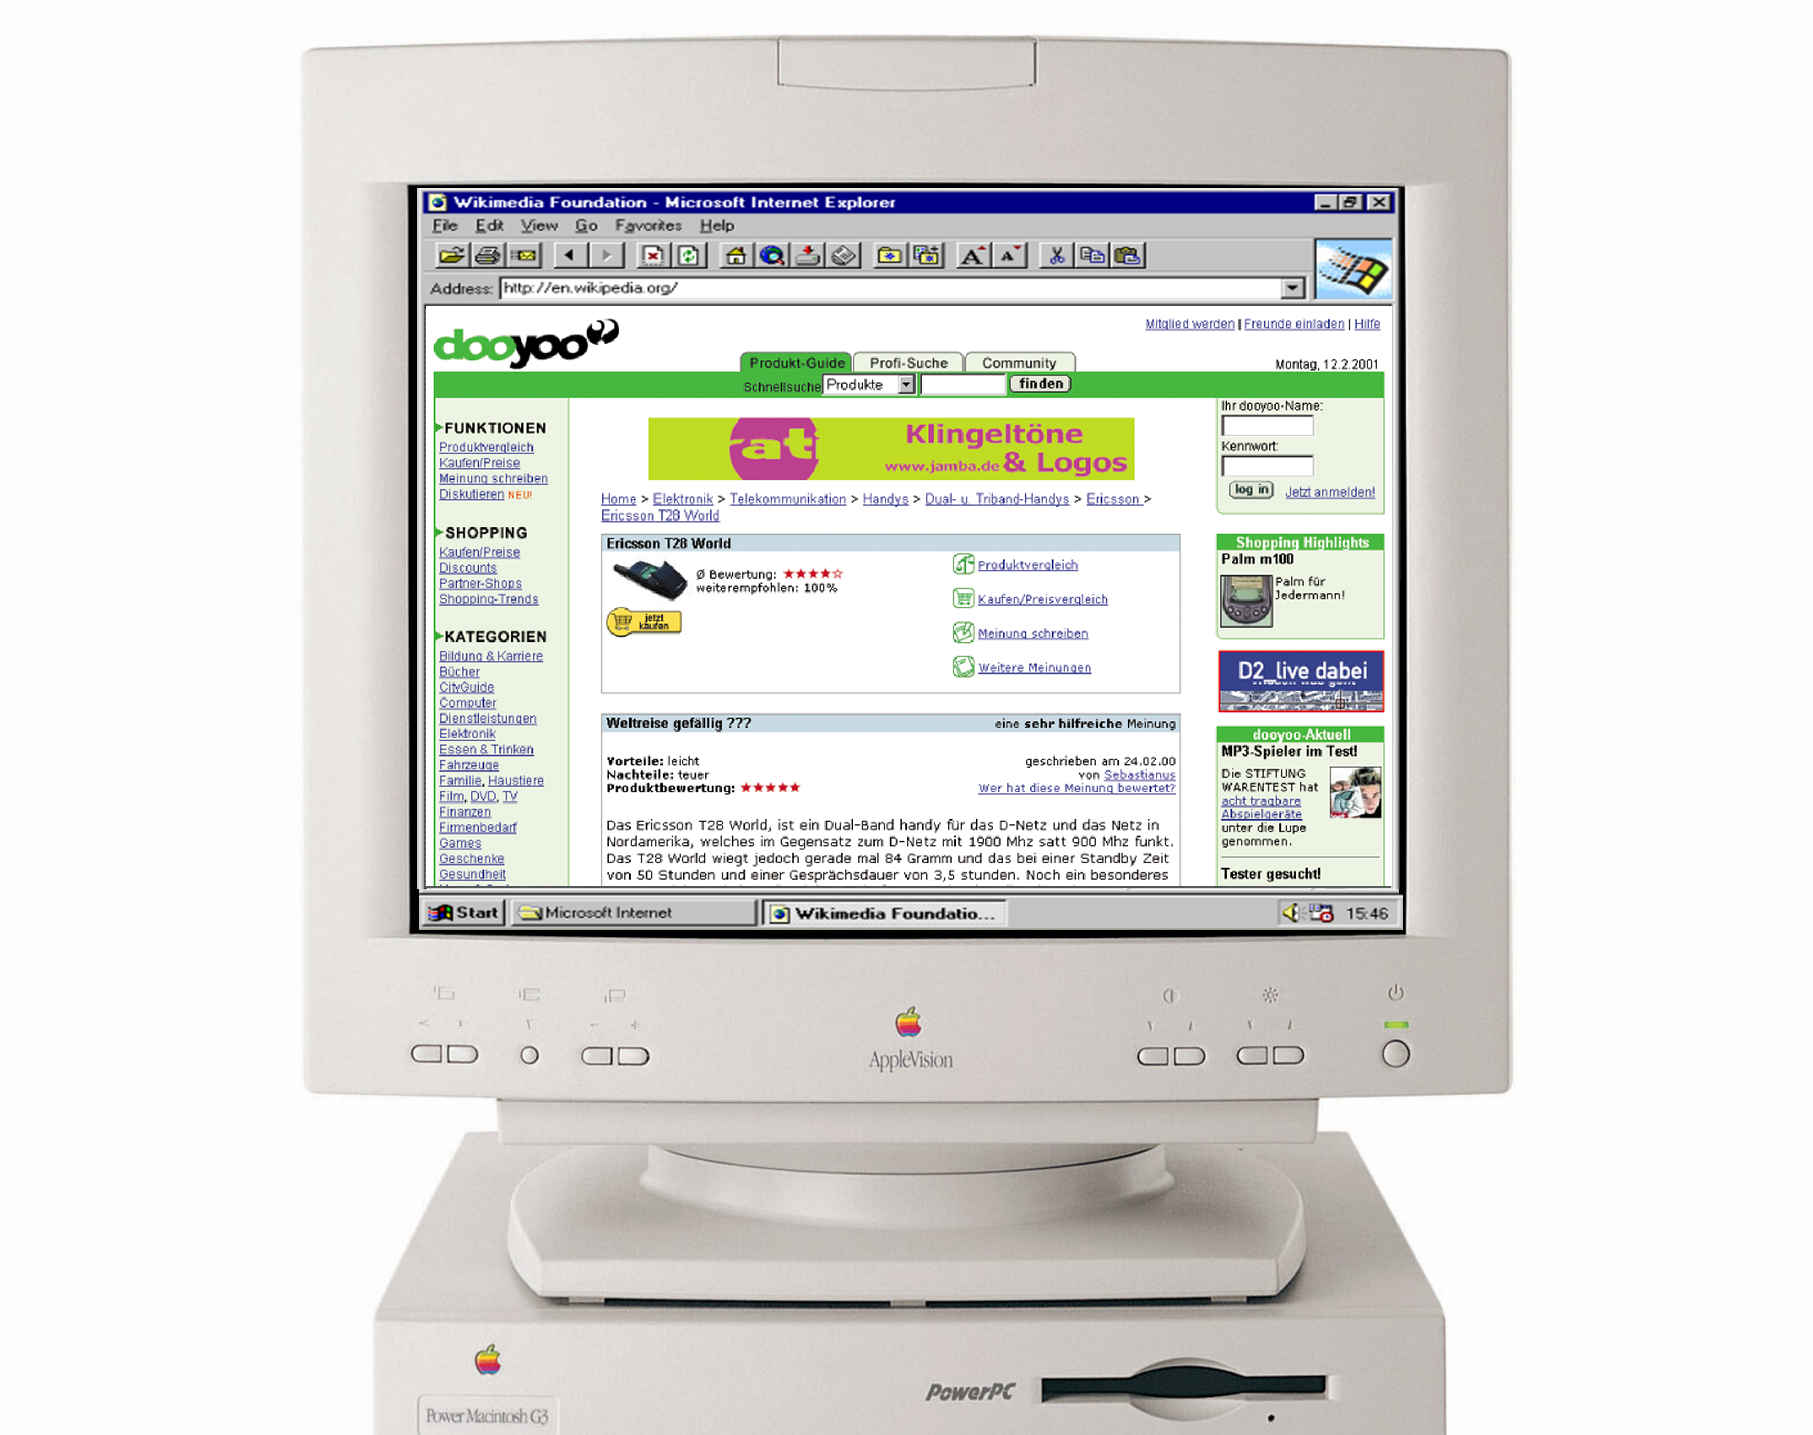 Wikimedia Foundation - Microsoft Internet Explorer
File Edit View Go Favorites Help
Address: http://en.wikipedia.org/
dooyoo
Mitglied werden | Freunde einladen | Hilfe
Produkt-Guide Profi-Suche Community
Montag, 12.2.2001
Schnellsuche Produkte finden
FUNKTIONEN
Produktvergleich
Kaufen/Preise
Meinung schreiben
Diskutieren NEU!
SHOPPING
Kaufen/Preise
Discounts
Partner-Shops
Shopping-Trends
KATEGORIEN
Bildung & Karriere
Bücher
CityGuide
Computer
Dienstleistungen
Elektronik
Essen & Trinken
Fahrzeuge
Familie, Haustiere
Film, DVD, TV
Finanzen
Firmenbedarf
Games
Geschenke
Gesundheit
at Klingeltöne
www.jamba.de & Logos
Home > Elektronik > Telekommunikation > Handys > Dual- u. Triband-Handys > Ericsson >
Ericsson T28 World
Ericsson T28 World
Ø Bewertung:
weiterempfohlen: 100%
jetzt
kaufen
Produktvergleich
Kaufen/Preisvergleich
Meinung schreiben
Weitere Meinungen
Weltreise gefällig ??? eine sehr hilfreiche Meinung
Vorteile: leicht
Nachteile: teuer
Produktbewertung:
geschrieben am 24.02.00
von Sebastianus
Wer hat diese Meinung bewertet?
Das Ericsson T28 World, ist ein Dual-Band handy für das D-Netz und das Netz in
Nordamerika, welches im Gegensatz zum D-Netz mit 1900 Mhz satt 900 Mhz funkt.
Das T28 World wiegt jedoch gerade mal 84 Gramm und das bei einer Standby Zeit
von 50 Stunden und einer Gesprächsdauer von 3,5 stunden. Noch ein besonderes
Ihr dooyoo-Name:
Kennwort:
log in Jetzt anmelden!
Shopping Highlights
Palm m100
Palm für
Jedermann!
D2_live dabei
dooyoo-Aktuell
MP3-Spieler im Test!
Die STIFTUNG
WARENTEST hat
acht tragbare
Abspielgeräte
unter die Lupe
genommen.
Tester gesucht!
Start Microsoft Internet Wikimedia Foundatio... 15:46
AppleVision
PowerPC
Power Macintosh G3